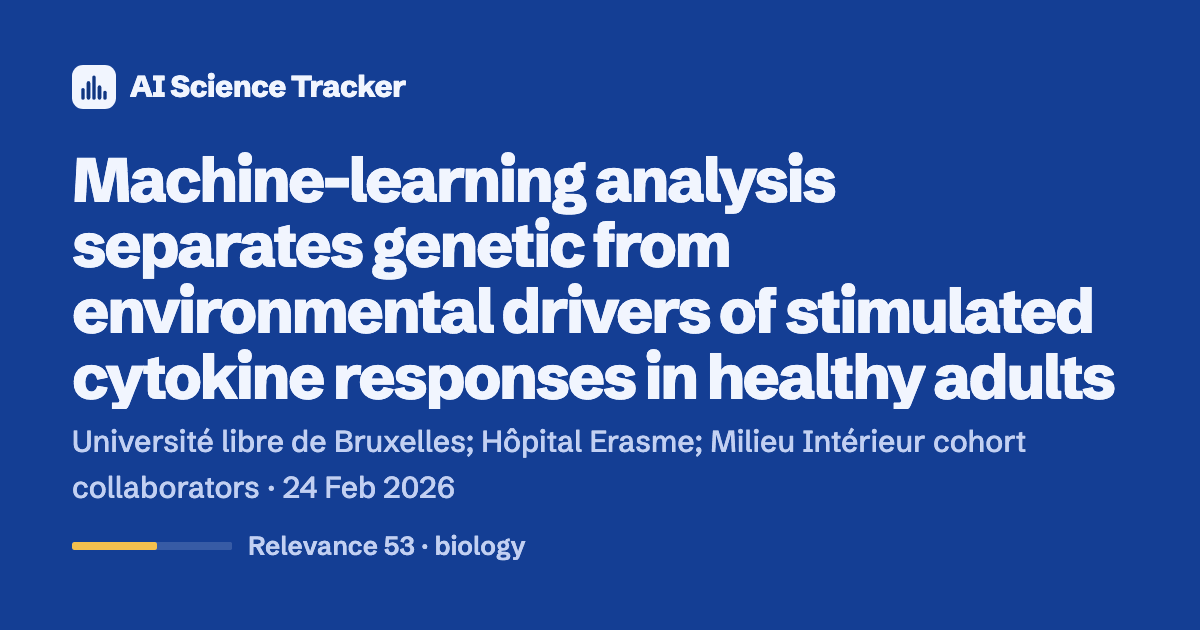 AI Science Tracker
Machine-learning analysis
separates genetic from
environmental drivers of stimulated
cytokine responses in healthy adults
Université libre de Bruxelles; Hôpital Erasme; Milieu Intérieur cohort
collaborators · 24 Feb 2026
Relevance 53 · biology